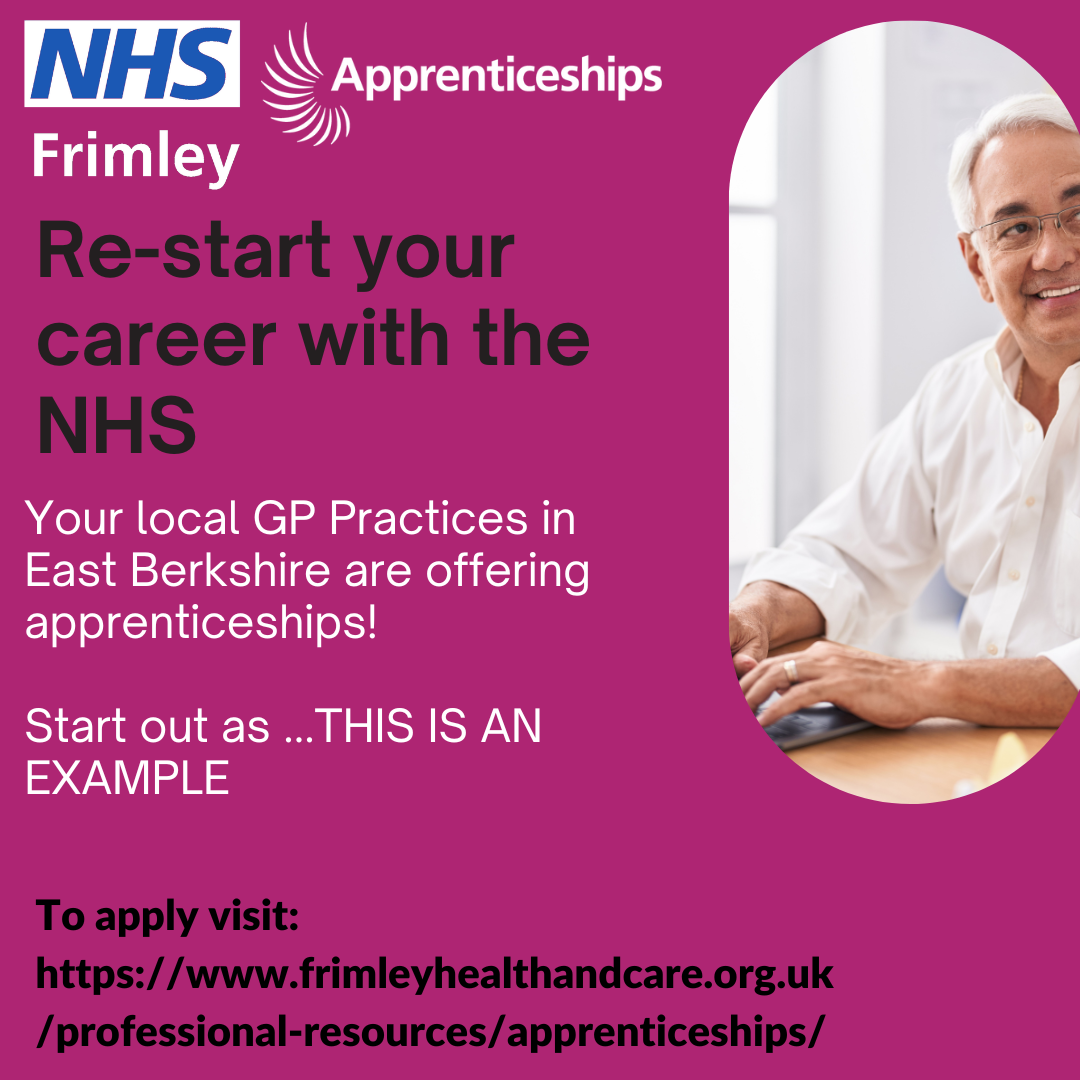 NHS
Apprenticeships
Frimley
Re-start your
career with the
NHS
Your local GP Practices in
East Berkshire are offering
apprenticeships!
Start out as ...THIS IS AN
EXAMPLE
To apply visit:
https://www.frimleyhealthandcare.org.uk
/professional-resources/apprenticeships/